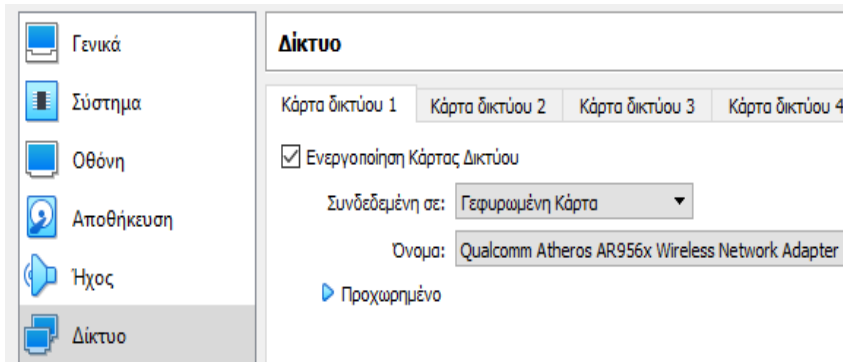 Γενικά
Σύστημα
Οθόνη
Αποθήκευση
Ήχος
Δίκτυο
Δίκτυο
Κάρτα δικτύου 1 Κάρτα δικτύου 2 Κάρτα δικτύου 3 Κάρτα δικτύου 4
Ενεργοποίηση Κάρτας Δικτύου
Συνδεδεμένη σε: Γεφυρωμένη Κάρτα
Όνομα: Qualcomm Atheros AR956x Wireless Network Adapter
Προχωρημένο